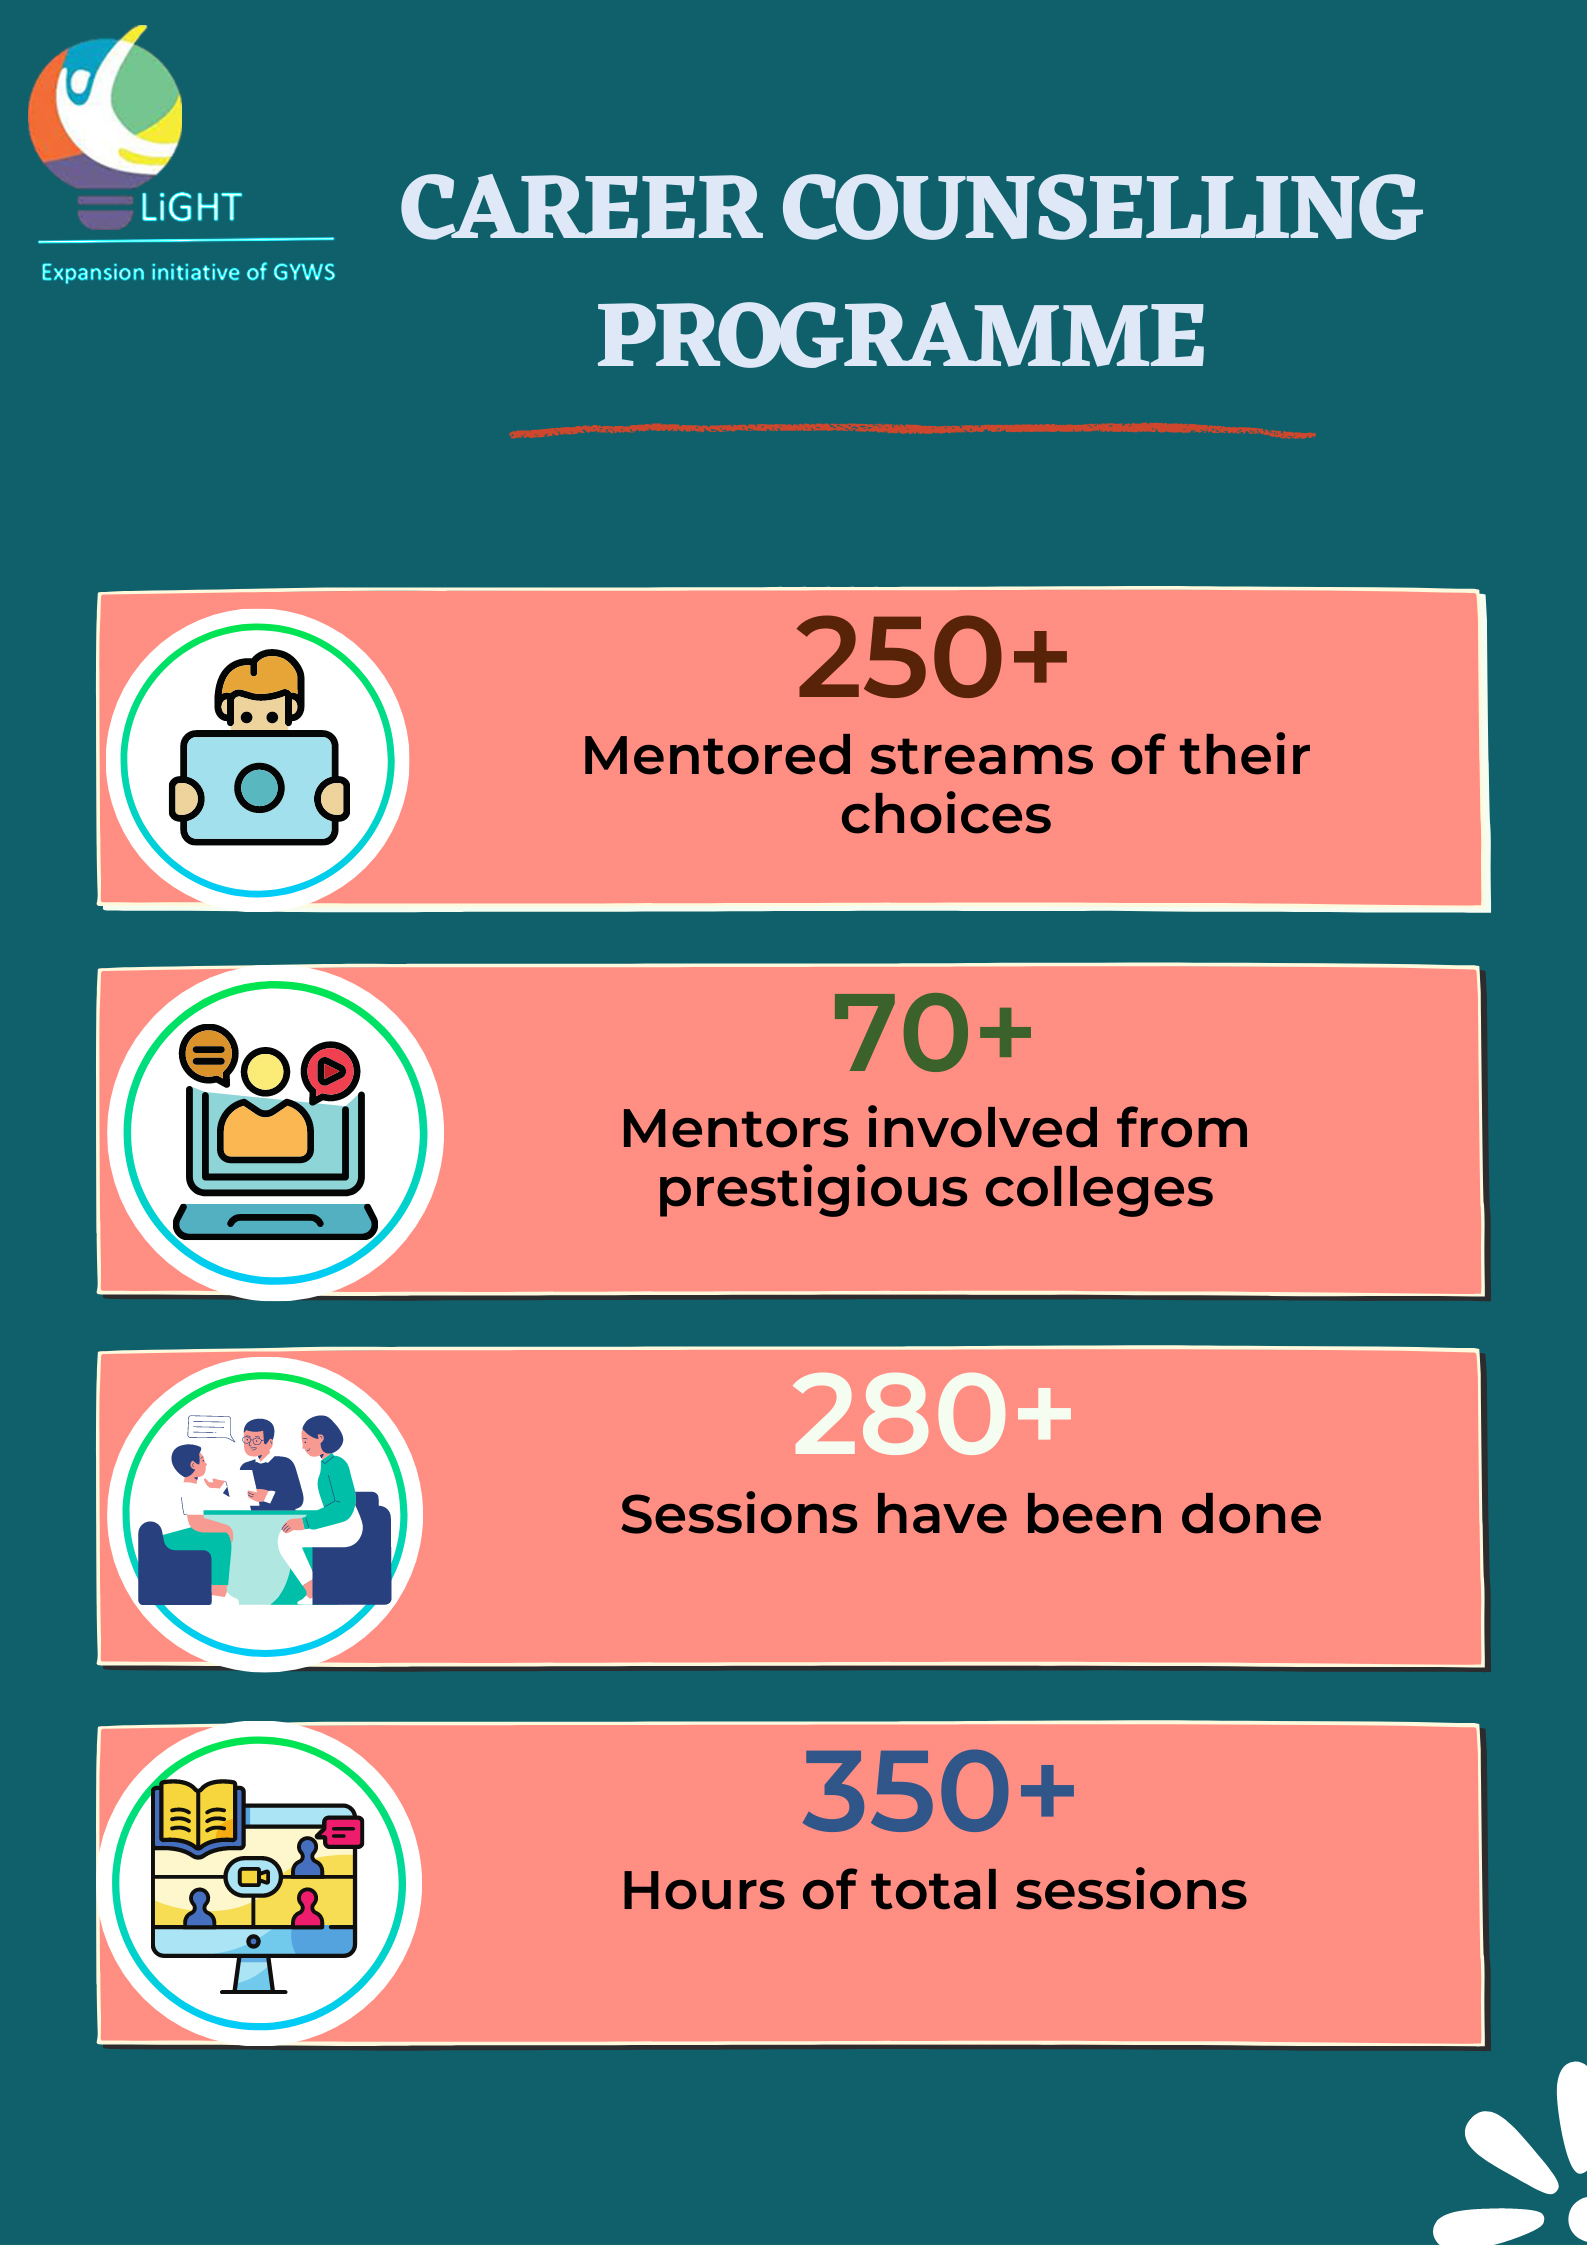 LiGHT
Expansion initiative of GYWS
CAREER COUNSELLING
PROGRAMME
250+
Mentored streams of their
choices
70+
Mentors involved from
prestigious colleges
280+
Sessions have been done
350+
Hours of total sessions